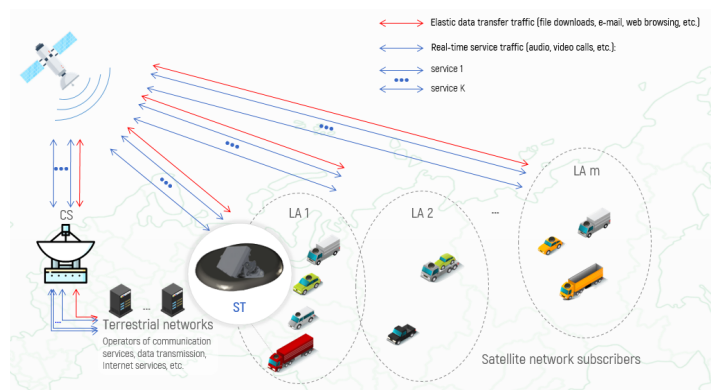 Elastic data transfer traffic (file downloads, e-mail, web browsing, etc.)
Real-time service traffic (audio, video calls, etc.):
service 1
service K
LA m
CS
LA 1
LA 2
...
ST
...
...
Terrestrial networks
Operators of communication
services, data transmission,
Internet services, etc.
Satellite network subscribers